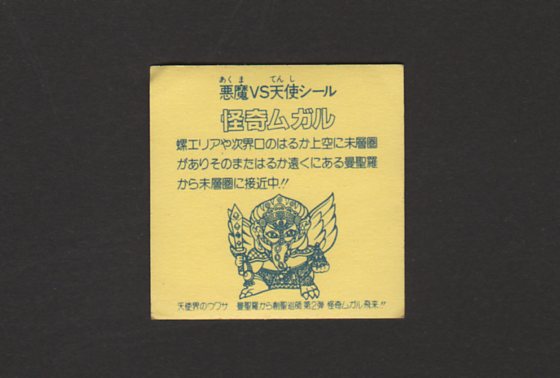 あくま てんし
悪魔VS天使シール
怪奇ムガル
螺エリアや次界口のはるか上空に未層圏
がありそのまたはるか遠くにある曼聖羅
から未層圏に接近中!!
天使界のウワサ 曼聖羅から創聖巡師第2弾 怪奇ムガル飛来!!